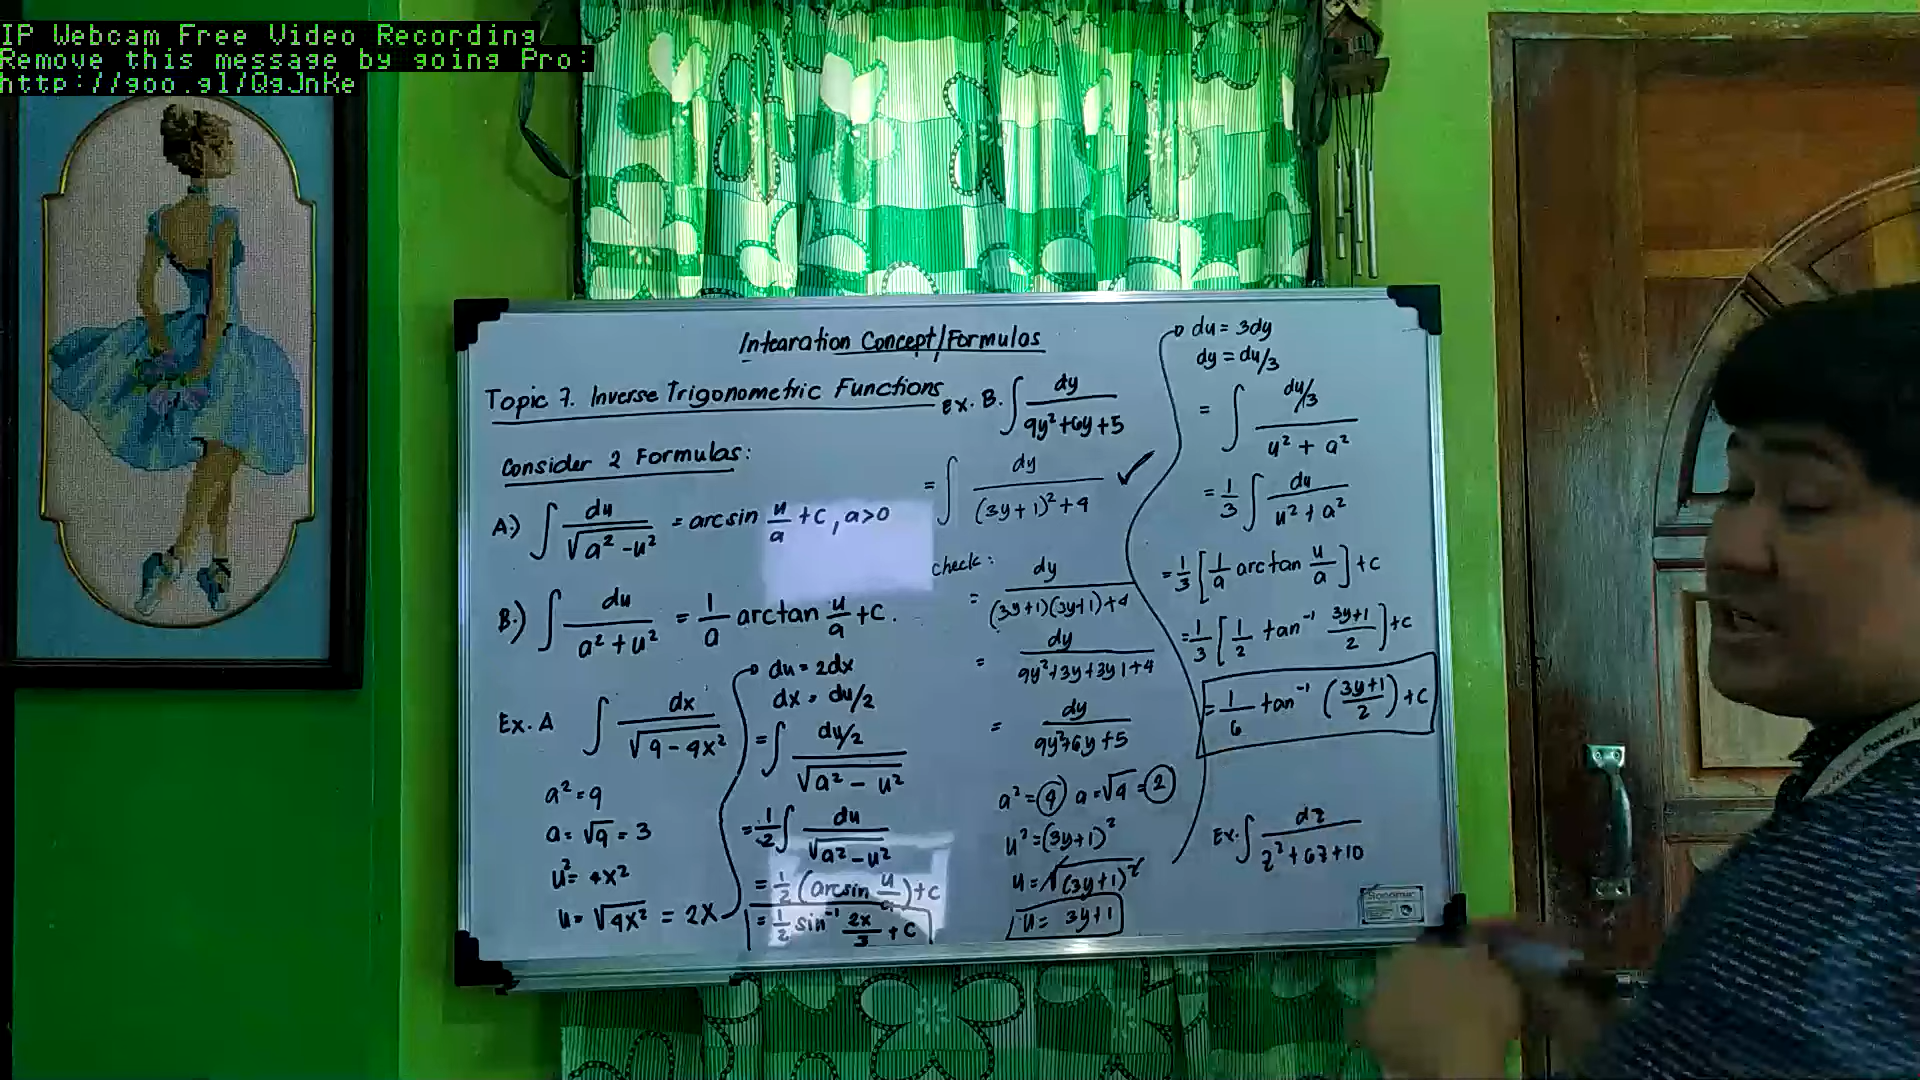 IP Webcam Free Video Recording
Remove this message by going Pro:
http://goo.gl/QgJnKe
Intearation Concept/Formulas
Topic 7. Inverse Trigonometric Functions
Consider 2 Formulas:
A.) ∫ du/√(a² - u²) = arcsin u/a + c, a>0
B.) ∫ du/(a² + u²) = 1/a arctan u/a + c.
Ex. A ∫ dx/√(9 - 4x²)
a² = 9
a = √9 = 3
u² = 4x²
u = √4x² = 2x
du = 2dx
dx = du/2
= ∫ (du/2)/√(a² - u²)
= 1/2 ∫ du/√(a² - u²)
= 1/2 (arcsin u/a) + c
= 1/2 sin⁻¹ 2x/3 + c
Ex. B. ∫ dy/(9y² + 6y + 5)
= ∫ dy/((3y + 1)² + 4) ✓
check:
= dy/((3y+1)(3y+1)+4)
= dy/(9y²+3y+3y+1+4)
= dy/(9y²+6y+5)
a² = 4 a = √4 = 2
u² = (3y+1)²
u = √(3y+1)²
u = 3y+1
du = 3dy
dy = du/3
= ∫ (du/3)/(u² + a²)
= 1/3 ∫ du/(u² + a²)
= 1/3 [1/a arctan u/a] + c
= 1/3 [1/2 tan⁻¹ (3y+1)/2] + c
= 1/6 tan⁻¹ ((3y+1)/2) + c
Ex. ∫ dz/(z² + 6z + 10)